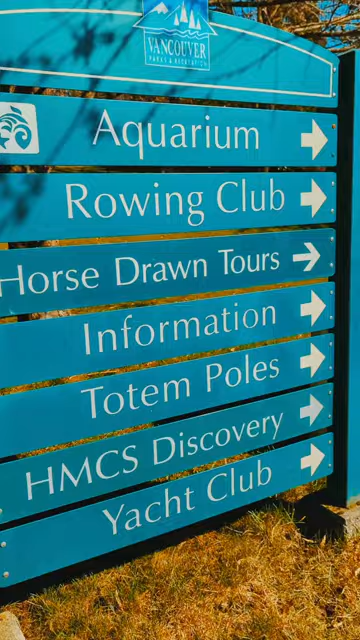 VANCOUVER
PARKS & RECREATION
Aquarium
Rowing Club
Horse Drawn Tours
Information
Totem Poles
HMCS Discovery
Yacht Club